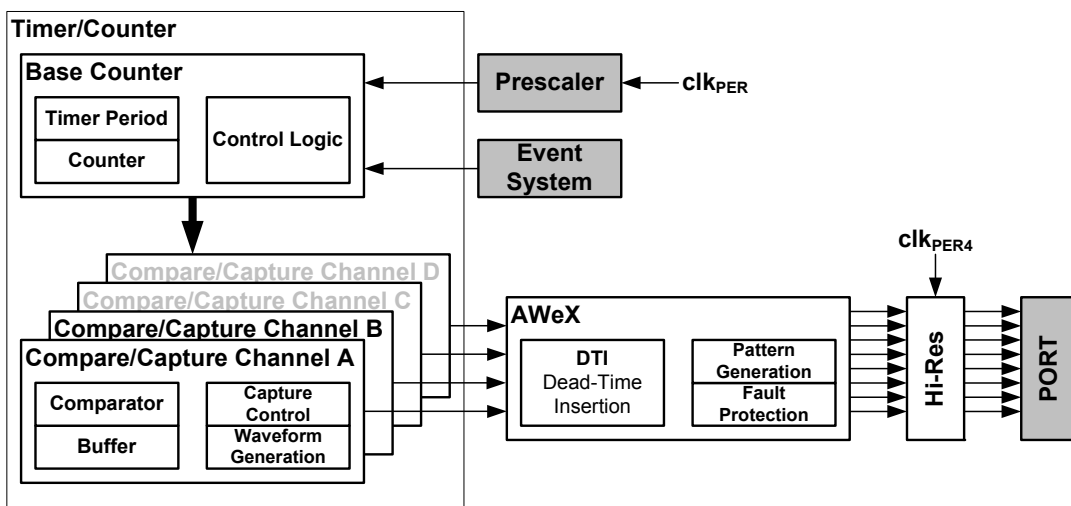 Timer/Counter
Base Counter
Timer Period
Counter
Control Logic
Prescaler
clkPER
Event
System
Compare/Capture Channel D
Compare/Capture Channel C
Compare/Capture Channel B
Compare/Capture Channel A
Comparator
Buffer
Capture
Control
Waveform
Generation
AWeX
DTI
Dead-Time
Insertion
Pattern
Generation
Fault
Protection
clkPER4
Hi-Res
PORT